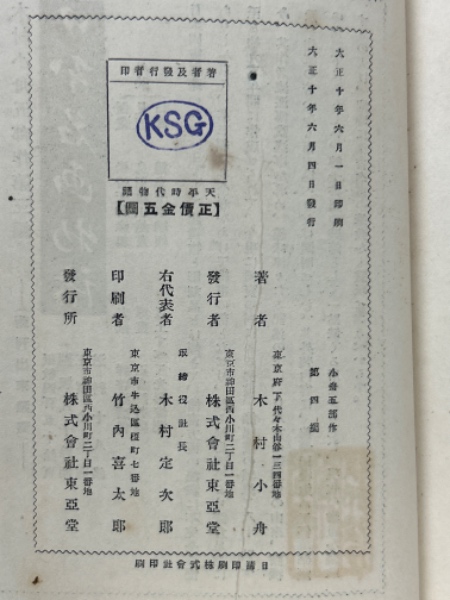 大正十年六月一日印刷
大正十年六月四日發行
著者及發行者印
KSG
天平時代物語
【正價金五圓】
小舟五部作
第四編
著者
東京府下代々木山谷一三四番地
木村小舟
發行者
東京市神田區西小川町二丁目一番地
株式會社東亞堂
右代表者
取締役社長
木村定次郎
印刷者
東京市牛込區榎町七番地
竹內喜太郎
發行所
東京市神田區西小川町二丁目一番地
株式會社東亞堂
日清印刷株式會社印刷